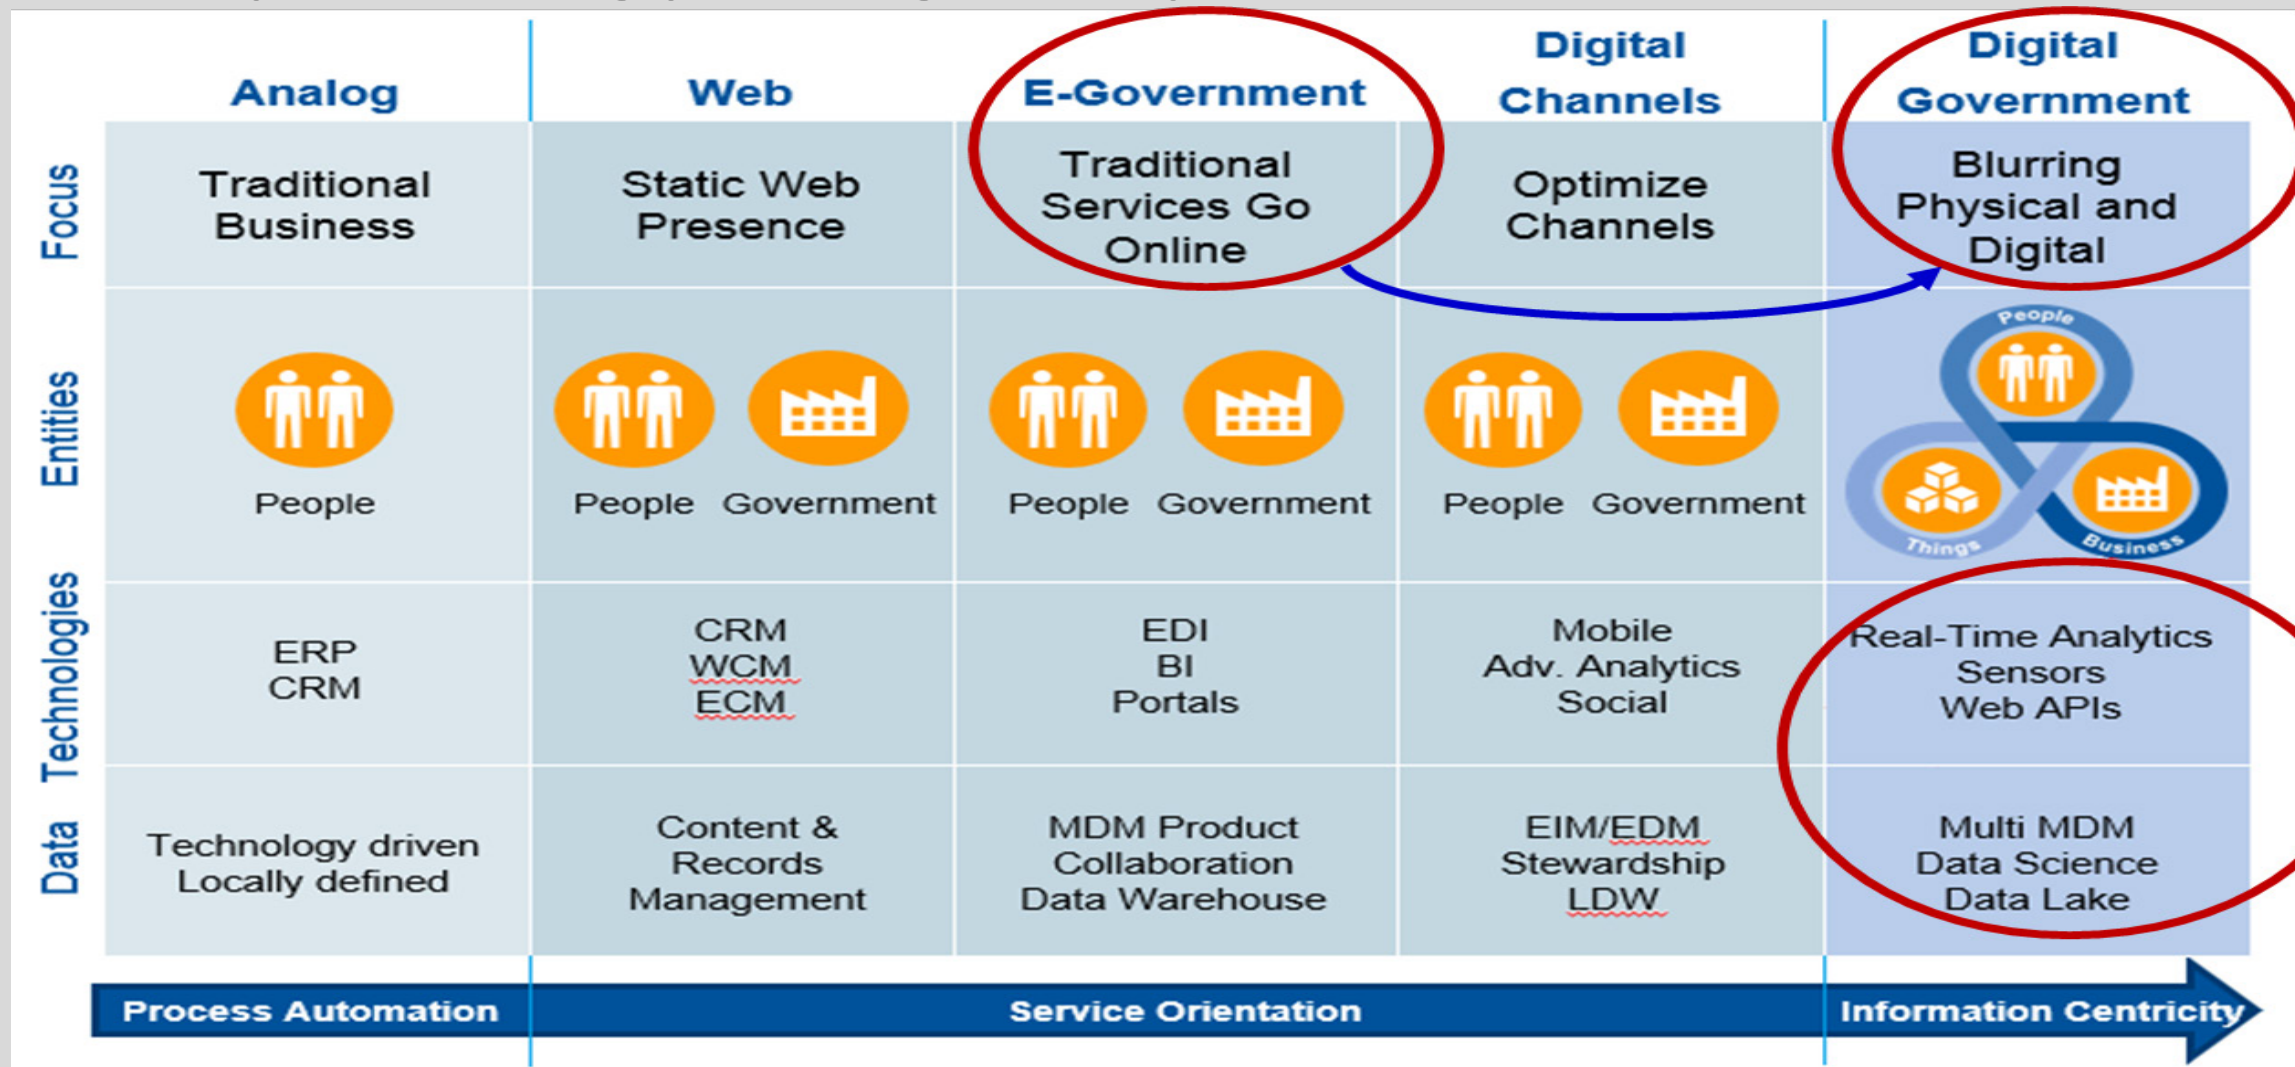 Analog
Web
E-Government
Digital
Channels
Digital
Government
Focus
Traditional
Business
Static Web
Presence
Traditional
Services Go
Online
Optimize
Channels
Blurring
Physical and
Digital
Entities
People
People Government
People Government
People Government
People
Things
Business
Technologies
ERP
CRM
CRM
WCM
ECM
EDI
BI
Portals
Mobile
Adv. Analytics
Social
Real-Time Analytics
Sensors
Web APIs
Data
Technology driven
Locally defined
Content &
Records
Management
MDM Product
Collaboration
Data Warehouse
EIM/EDM
Stewardship
LDW
Multi MDM
Data Science
Data Lake
Process Automation
Service Orientation
Information Centricity